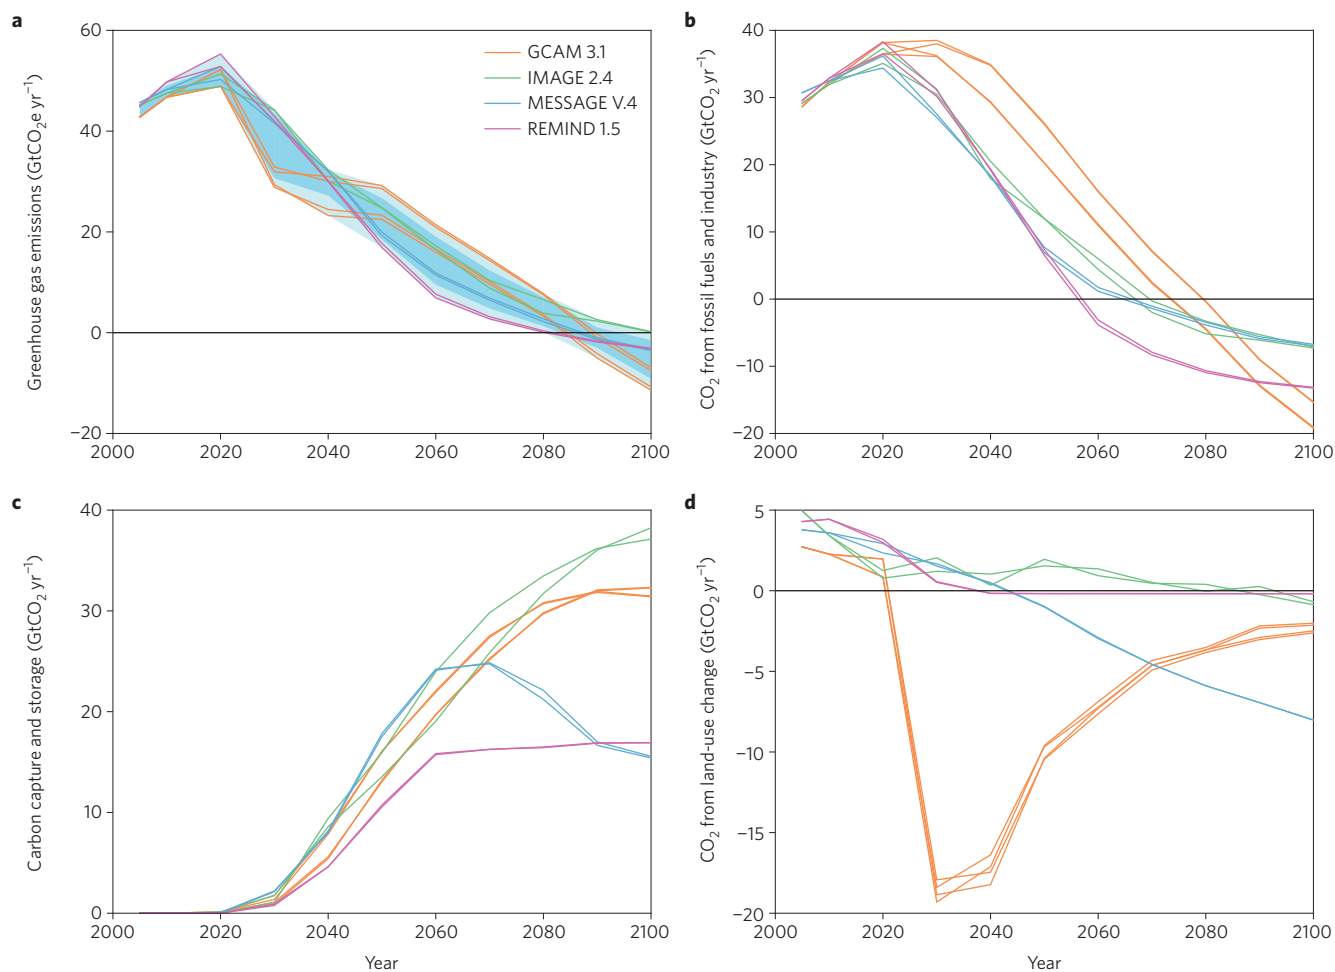 a
Greenhouse gas emissions (GtCO₂e yr⁻¹)
60
40
20
0
−20
2000 2020 2040 2060 2080 2100
GCAM 3.1
IMAGE 2.4
MESSAGE V.4
REMIND 1.5
b
CO₂ from fossil fuels and industry (GtCO₂ yr⁻¹)
40
30
20
10
0
−10
−20
2000 2020 2040 2060 2080 2100
c
Carbon capture and storage (GtCO₂ yr⁻¹)
40
30
20
10
0
2000 2020 2040 2060 2080 2100
Year
d
CO₂ from land-use change (GtCO₂ yr⁻¹)
5
0
−5
−10
−15
−20
2000 2020 2040 2060 2080 2100
Year